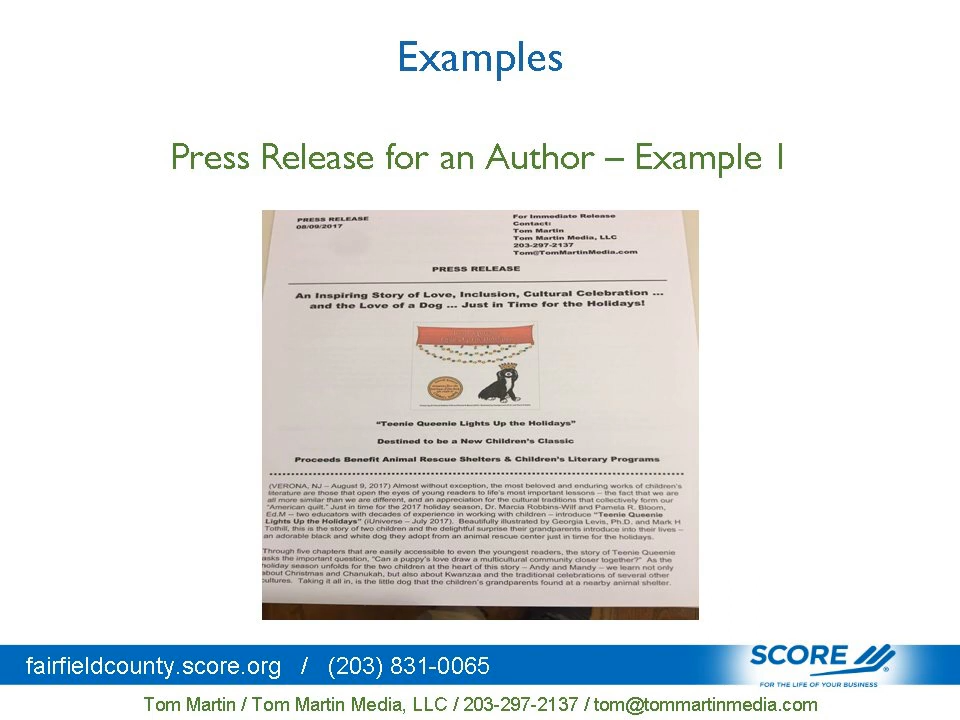 Examples
Press Release for an Author – Example 1
PRESS RELEASE
08/09/2017
For Immediate Release
Contact:
Tom Martin
Tom Martin Media, LLC
203-297-2137
Tom@TomMartinMedia.com
PRESS RELEASE
An Inspiring Story of Love, Inclusion, Cultural Celebration ...
and the Love of a Dog ... Just in Time for the Holidays!
"Teenie Queenie Lights Up the Holidays"
Destined to be a New Children's Classic
Proceeds Benefit Animal Rescue Shelters & Children's Literary Programs
(VERONA, NJ – August 9, 2017) Almost without exception, the most beloved and enduring works of children's
literature are those that open the eyes of young readers to life's most important lessons – the fact that we are
all more similar than we are different, and an appreciation for the cultural traditions that collectively form our
"American quilt." Just in time for the 2017 holiday season, Dr. Marcia Robbins-Wilf and Pamela R. Bloom,
Ed.M -- two educators with decades of experience in working with children – introduce "Teenie Queenie
Lights Up the Holidays" (iUniverse – July 2017). Beautifully illustrated by Georgia Levis, Ph.D. and Mark H
Tothill, this is the story of two children and the delightful surprise their grandparents introduce into their lives –
an adorable black and white dog they adopt from an animal rescue center just in time for the holidays.
Through five chapters that are easily accessible to even the youngest readers, the story of Teenie Queenie
asks the important question, "Can a puppy's love draw a multicultural community closer together?" As the
holiday season unfolds for the two children at the heart of this story – Andy and Mandy – we learn not only
about Christmas and Chanukah, but also about Kwanzaa and the traditional celebrations of several other
cultures. Taking it all in, is the little dog that the children's grandparents found at a nearby animal shelter.
fairfieldcounty.score.org / (203) 831-0065
SCORE
FOR THE LIFE OF YOUR BUSINESS
Tom Martin / Tom Martin Media, LLC / 203-297-2137 / tom@tommartinmedia.com